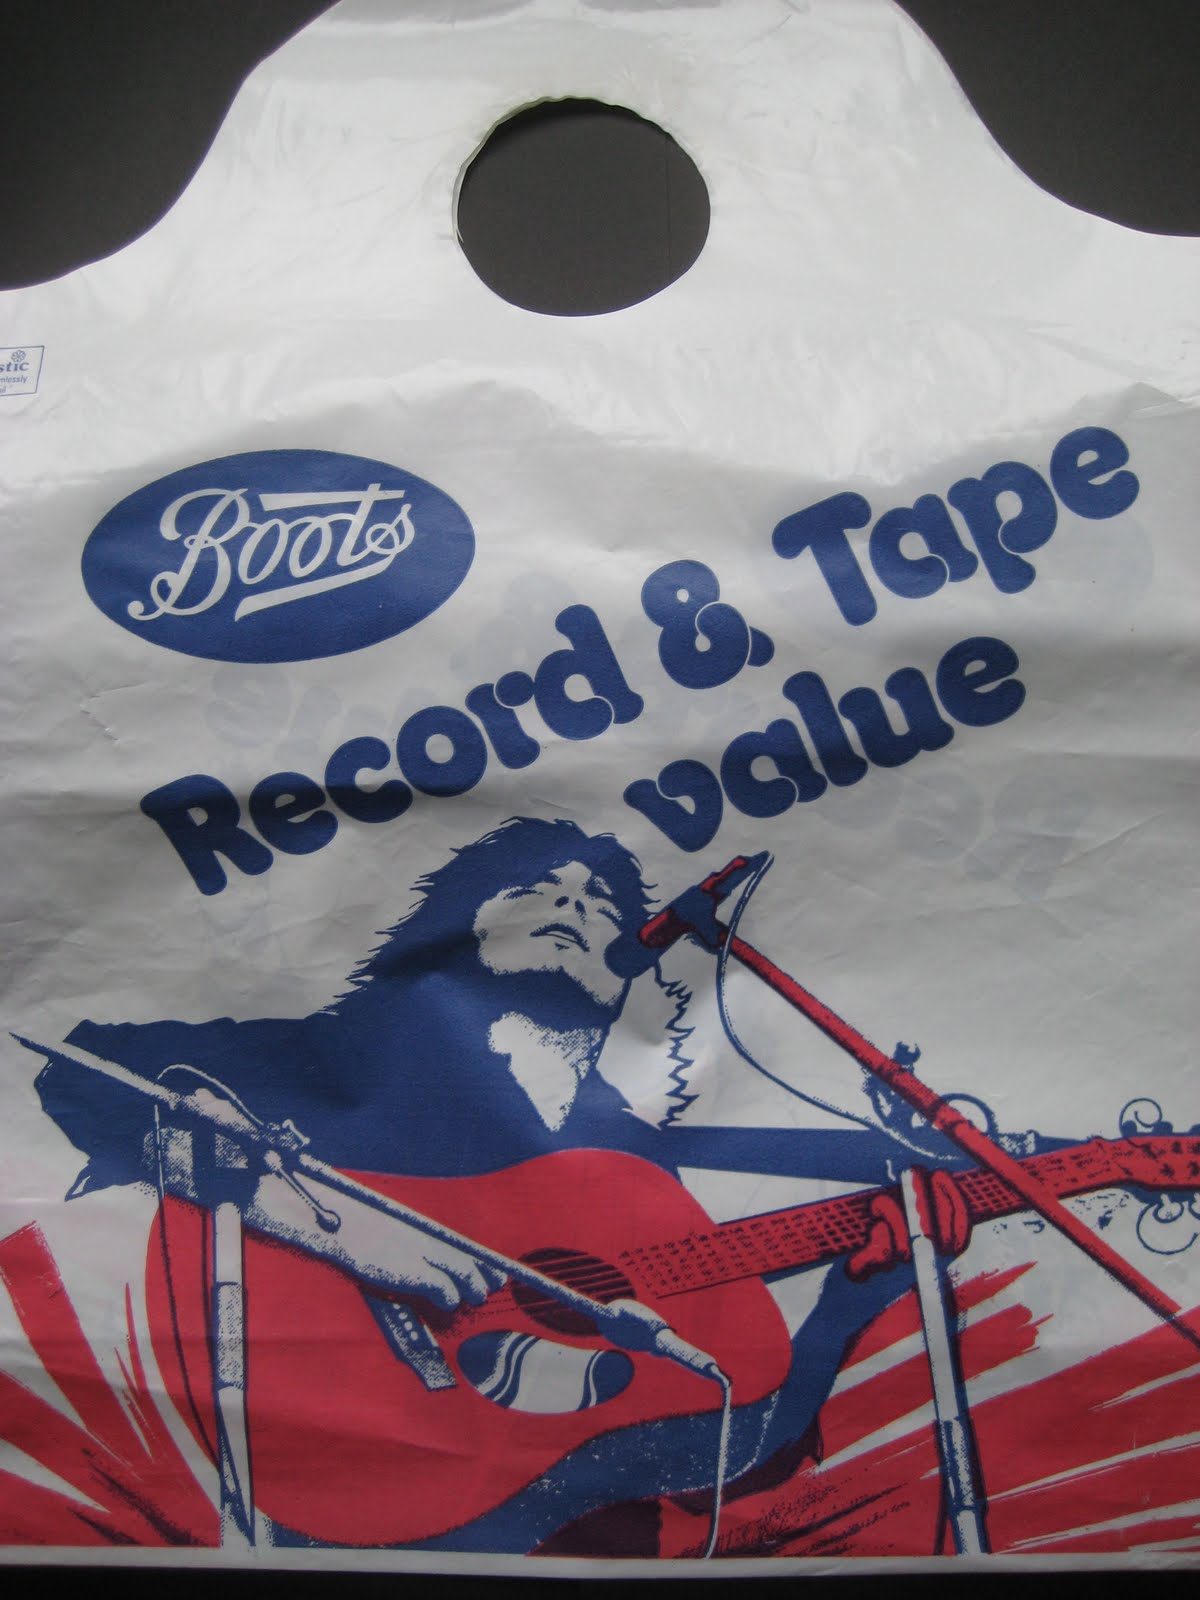 Boots
Record & Tape
value